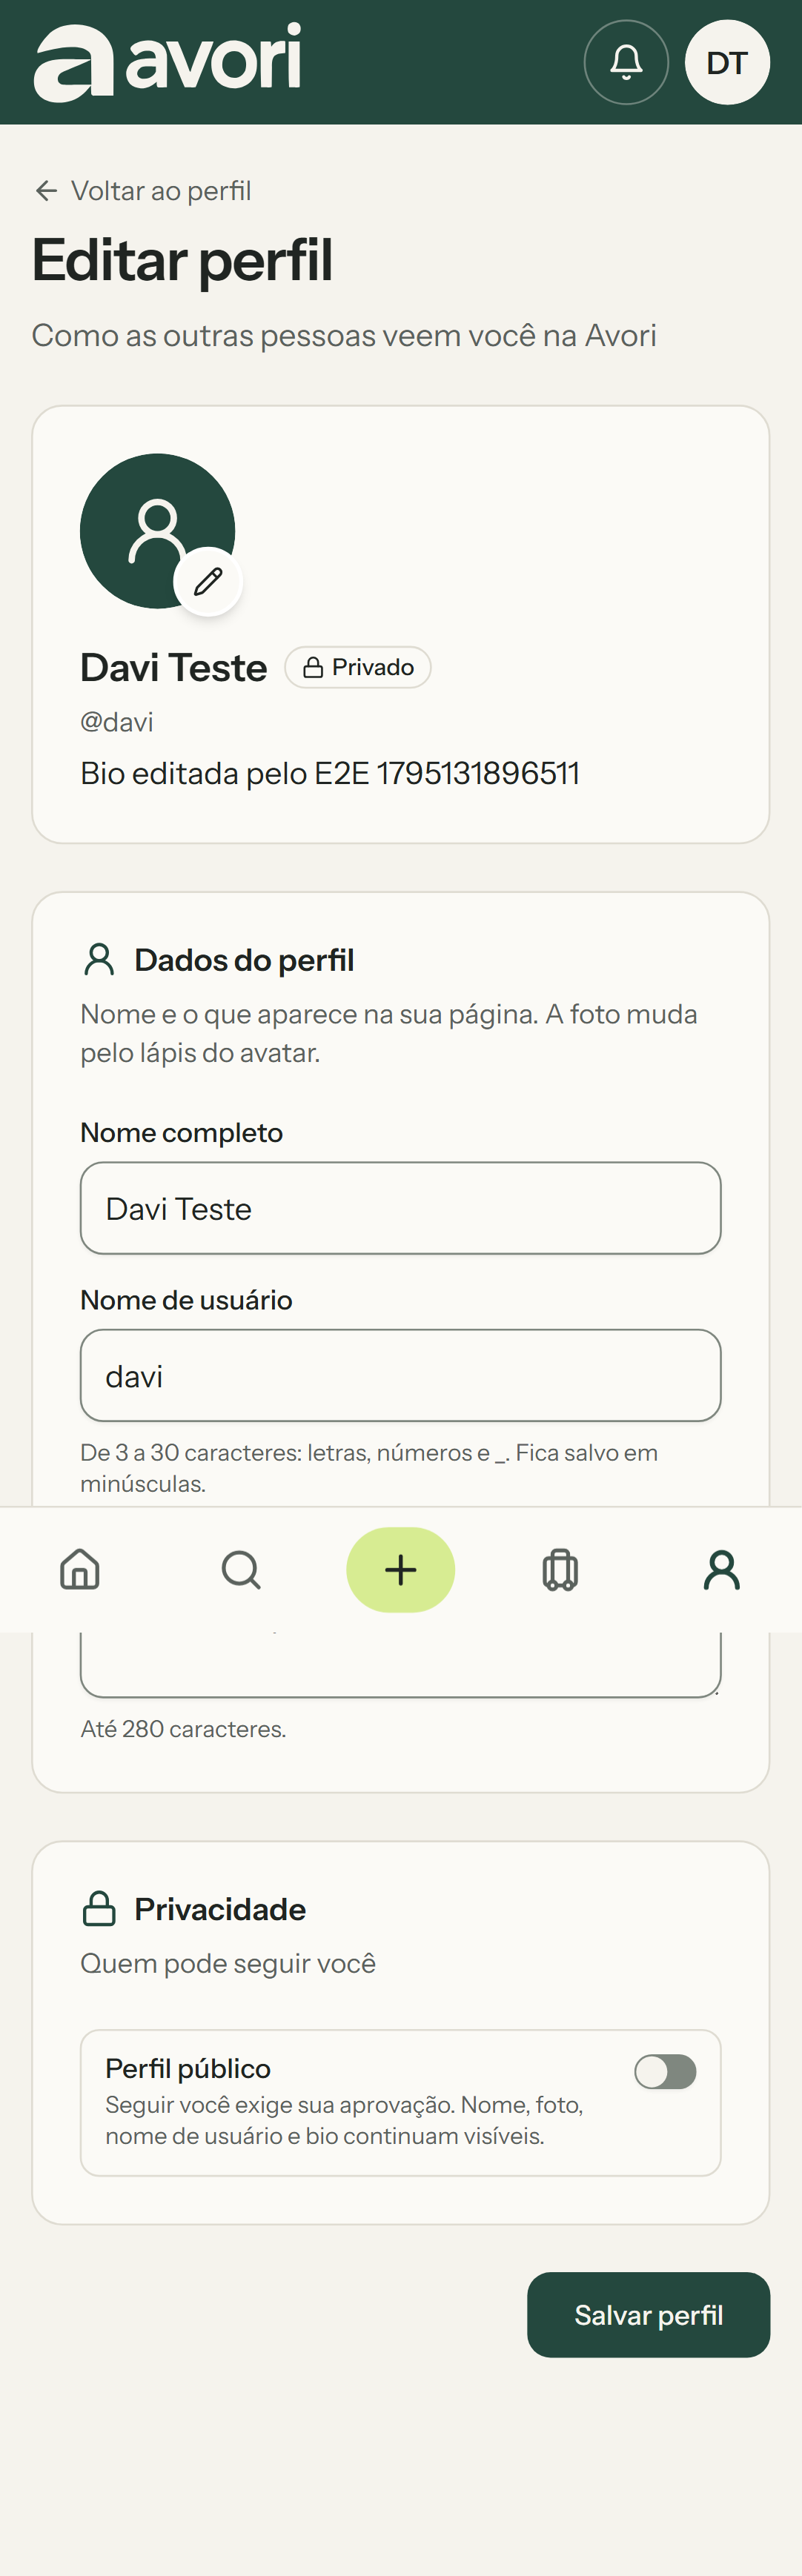 a avori
DT
Voltar ao perfil
Editar perfil
Como as outras pessoas veem você na Avori
Davi Teste
Privado
@davi
Bio editada pelo E2E 1795131896511
Dados do perfil
Nome e o que aparece na sua página. A foto muda
pelo lápis do avatar.
Nome completo
Davi Teste
Nome de usuário
davi
De 3 a 30 caracteres: letras, números e _. Fica salvo em
minúsculas.
Até 280 caracteres.
Privacidade
Quem pode seguir você
Perfil público
Seguir você exige sua aprovação. Nome, foto,
nome de usuário e bio continuam visíveis.
Salvar perfil